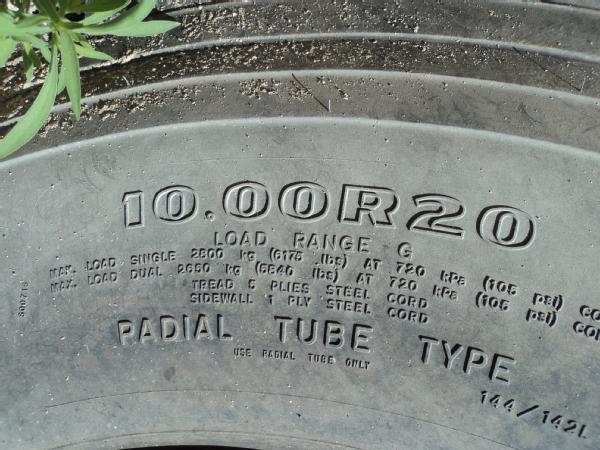 10.00R20
LOAD RANGE G
MAX. LOAD SINGLE 2800 kg (6175 lbs) AT 720 kPa (105 psi) CO
MAX. LOAD DUAL 2650 kg (5840 lbs) AT 720 kPa (105 psi) CO
TREAD 5 PLIES STEEL CORD
SIDEWALL 1 PLY STEEL CORD
RADIAL TUBE TYPE
USE RADIAL TUBE ONLY
144/142L